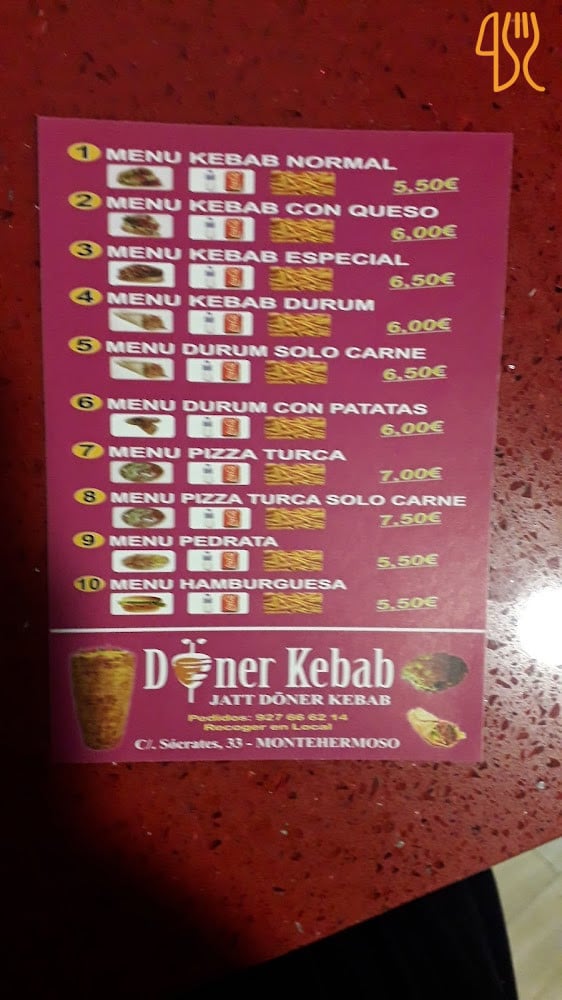 1 MENU KEBAB NORMAL
5,50€
2 MENU KEBAB CON QUESO
6,00€
3 MENU KEBAB ESPECIAL
6,50€
4 MENU KEBAB DURUM
6,00€
5 MENU DURUM SOLO CARNE
6,50€
6 MENU DURUM CON PATATAS
6,00€
7 MENU PIZZA TURCA
7,00€
8 MENU PIZZA TURCA SOLO CARNE
7,50€
9 MENU PEDRATA
5,50€
10 MENU HAMBURGUESA
5,50€
Döner Kebab
JATT DÖNER KEBAB
Pedidos: 927 66 62 14
Recoger en Local
C/. Sócrates, 33 - MONTEHERMOSO